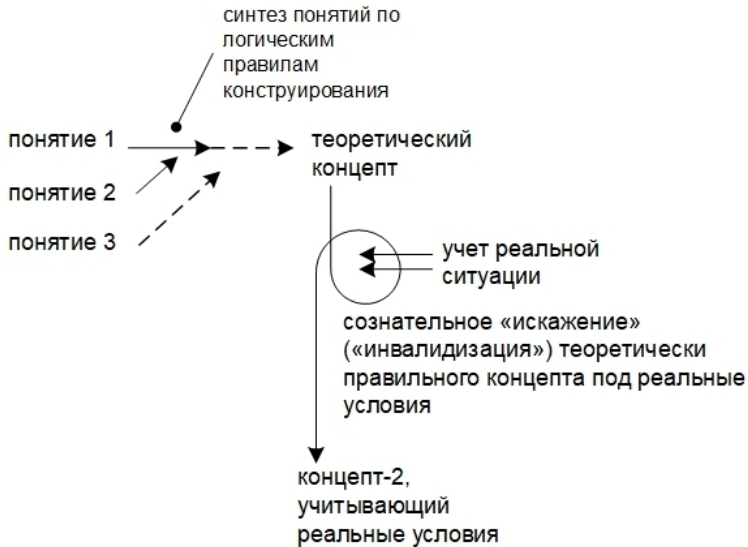 синтез понятий по
логическим
правилам
конструирования
понятие 1
понятие 2
понятие 3
теоретический
концепт
учет реальной
ситуации
сознательное «искажение»
(«инвалидизация») теоретически
правильного концепта под реальные
условия
концепт-2,
учитывающий
реальные условия